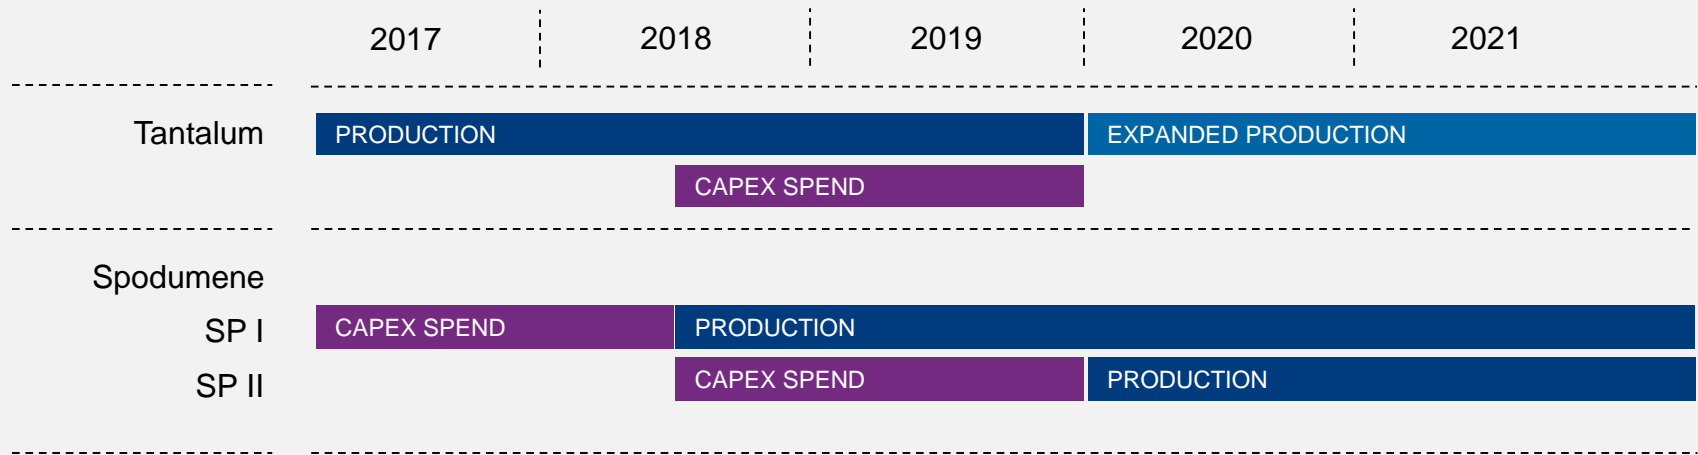 2017 2018 2019 2020 2021
Tantalum PRODUCTION EXPANDED PRODUCTION
CAPEX SPEND
Spodumene
SP I CAPEX SPEND PRODUCTION
SP II CAPEX SPEND PRODUCTION